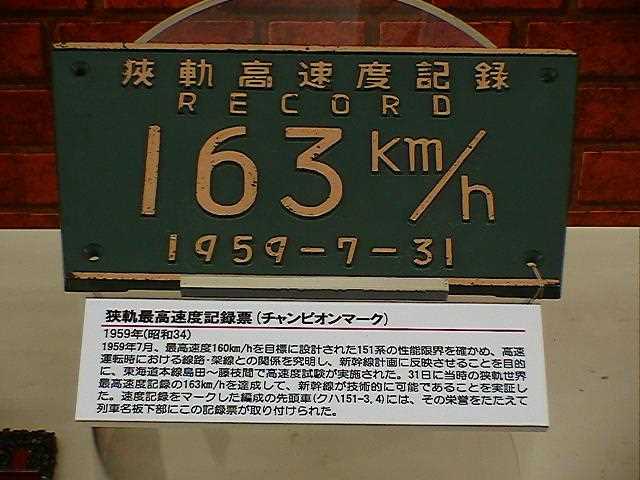 狭軌高速度記録
RECORD
163km/h
1959-7-31
狭軌最高速度記録票(チャンピオンマーク)
1959年(昭和34)
1959年7月、最高速度160km/hを目標に設計された151系の性能限界を確かめ、高速
運転時における線路・架線との関係を究明し、新幹線計画に反映させることを目的
に、東海道本線島田~藤枝間で高速度試験が実施された。31日に当時の狭軌世界
最高速度記録の163km/hを達成して、新幹線が技術的に可能であることを実証し
た。速度記録をマークした編成の先頭車(クハ151-3,4)には、その栄誉をたたえて
列車名板下部にこの記録票が取り付けられた。